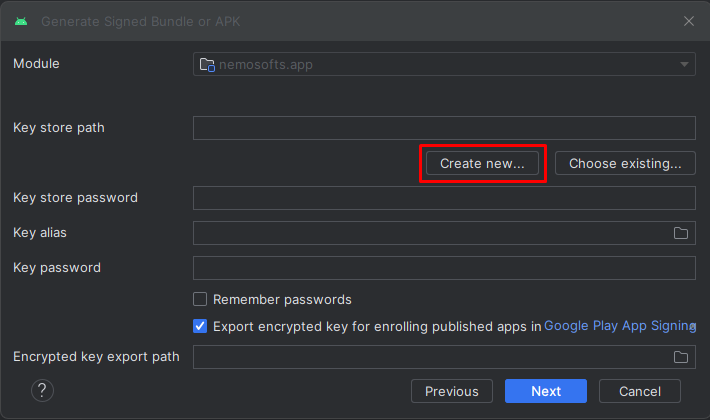 Generate Signed Bundle or APK
Module
nemosofts.app
Key store path
Create new... Choose existing...
Key store password
Key alias
Key password
Remember passwords
Export encrypted key for enrolling published apps in Google Play App Signing
Encrypted key export path
? Previous Next Cancel